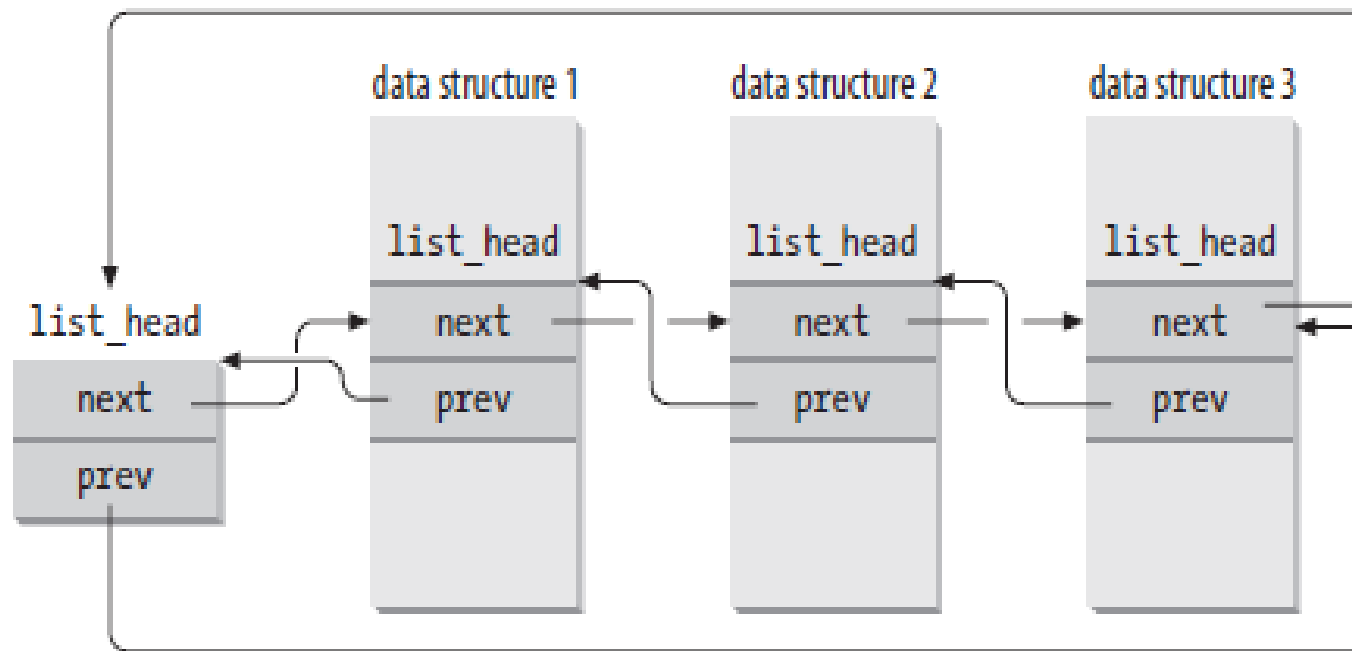 data structure 1
data structure 2
data structure 3
list_head
list_head
list_head
list_head
next
next
next
next
prev
prev
prev
prev